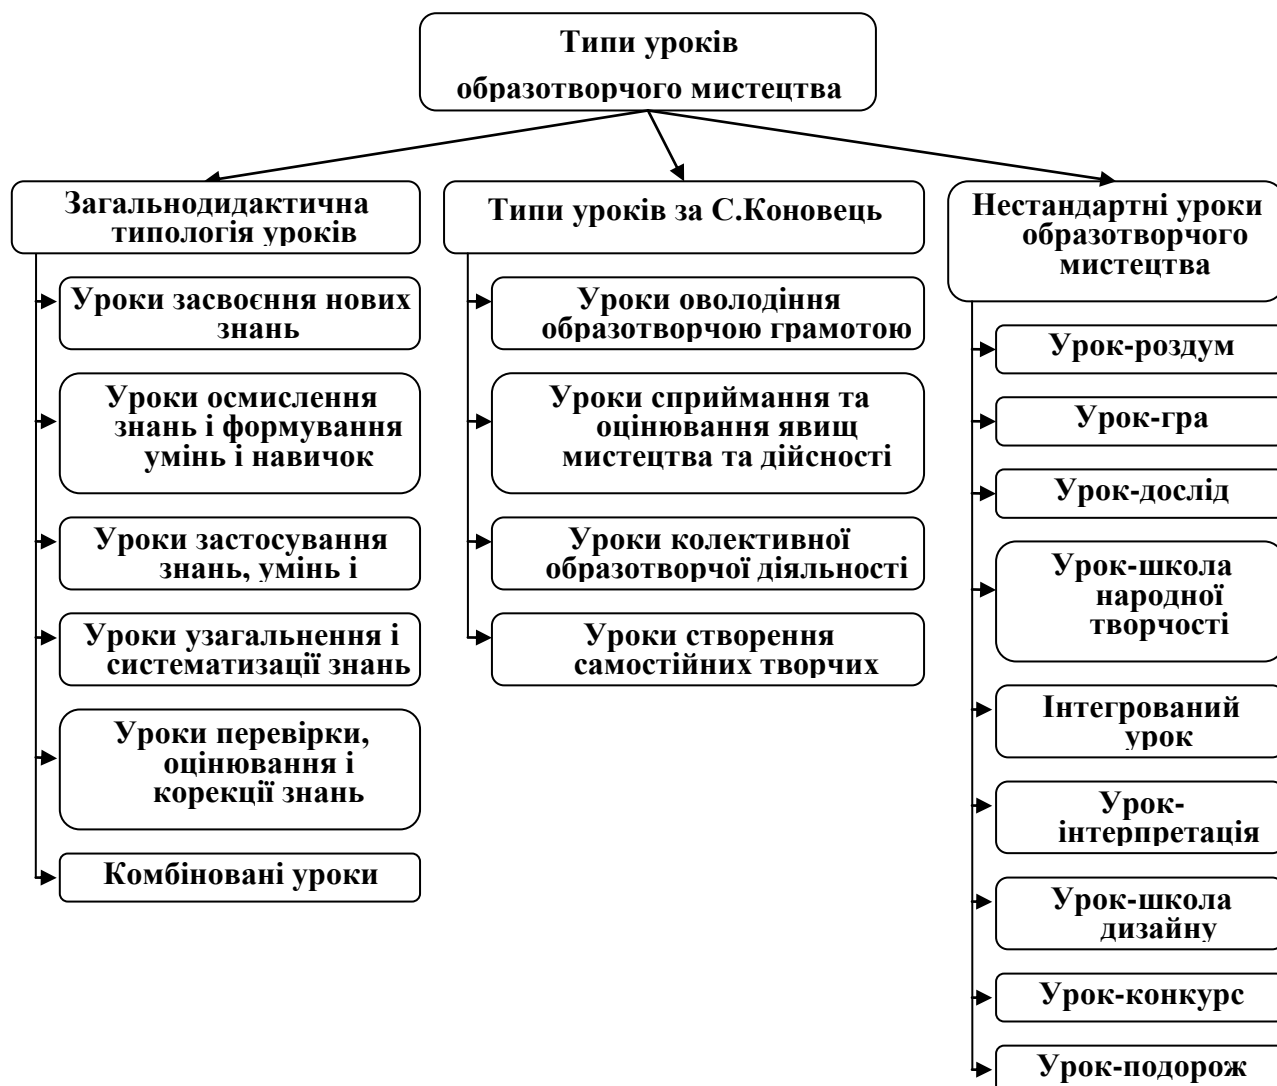 Типи уроків
образотворчого мистецтва
Загальнодидактична
типологія уроків
Уроки засвоєння нових
знань
Уроки осмислення
знань і формування
умінь і навичок
Уроки застосування
знань, умінь і
Уроки узагальнення і
систематизації знань
Уроки перевірки,
оцінювання і
корекції знань
Комбіновані уроки
Типи уроків за С.Коновець
Уроки оволодіння
образотворчою грамотою
Уроки сприймання та
оцінювання явищ
мистецтва та дійсності
Уроки колективної
образотворчої діяльності
Уроки створення
самостійних творчих
Нестандартні уроки
образотворчого
мистецтва
Урок-роздум
Урок-гра
Урок-дослід
Урок-школа
народної
творчості
Інтегрований
урок
Урок-
інтерпретація
Урок-школа
дизайну
Урок-конкурс
Урок-подорож